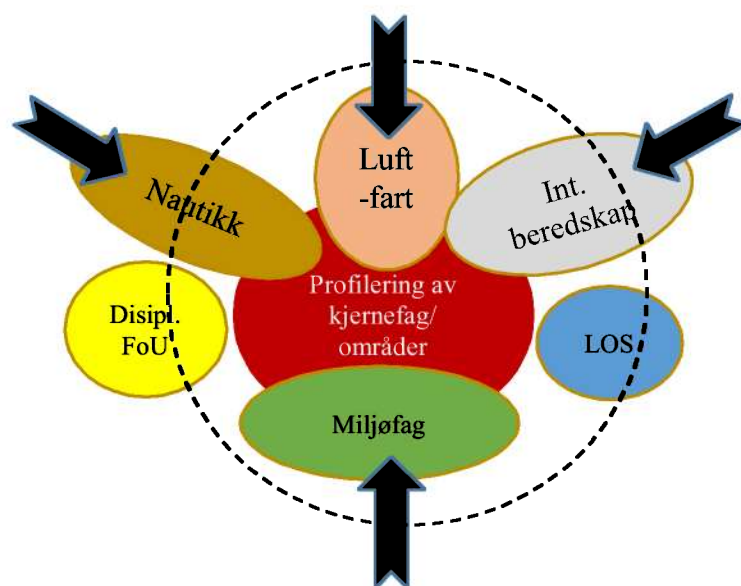 Luft
-fart
Nautikk
Int.
beredskap
Profilering av
kjernefag/
områder
Disipl.
FoU
LOS
Miljøfag